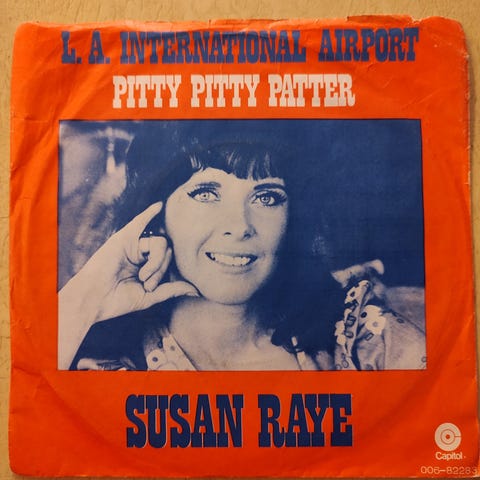 L. A. INTERNATIONAL AIRPORT
PITTY PITTY PATTER
SUSAN RAYE
Capitol
006-82283